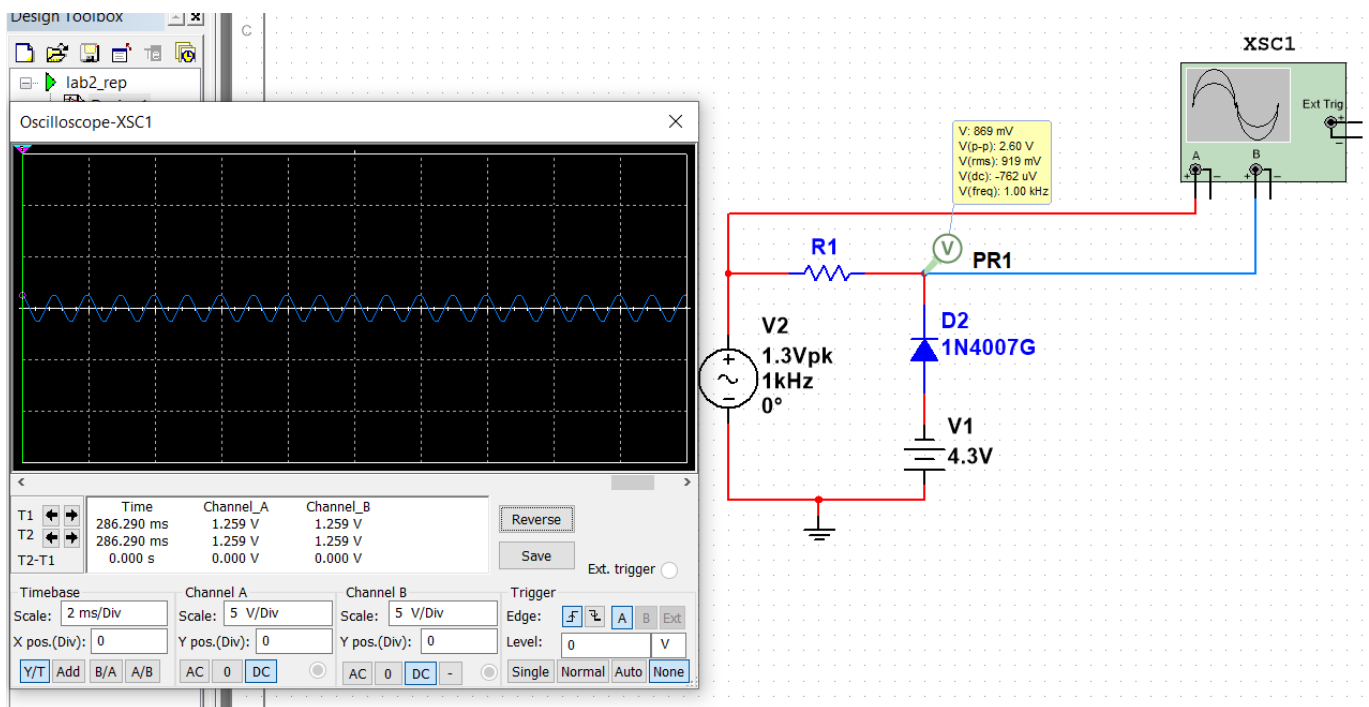 Design Toolbox
lab2_rep
Oscilloscope-XSC1
Time Channel_A Channel_B
T1 286.290 ms 1.259 V 1.259 V
T2 286.290 ms 1.259 V 1.259 V
T2-T1 0.000 s 0.000 V 0.000 V
Reverse
Save
Ext. trigger
Timebase
Scale: 2 ms/Div
X pos.(Div): 0
Y/T Add B/A A/B
Channel A
Scale: 5 V/Div
Y pos.(Div): 0
AC 0 DC
Channel B
Scale: 5 V/Div
Y pos.(Div): 0
AC 0 DC -
Trigger
Edge: A B Ext
Level: 0 V
Single Normal Auto None
C
XSC1
Ext Trig
+
–
A B
+ – + –
V: 869 mV
V(p-p): 2.60 V
V(rms): 919 mV
V(dc): -762 uV
V(freq): 1.00 kHz
R1
V
PR1
V2
1.3Vpk
1kHz
0°
D2
1N4007G
V1
4.3V